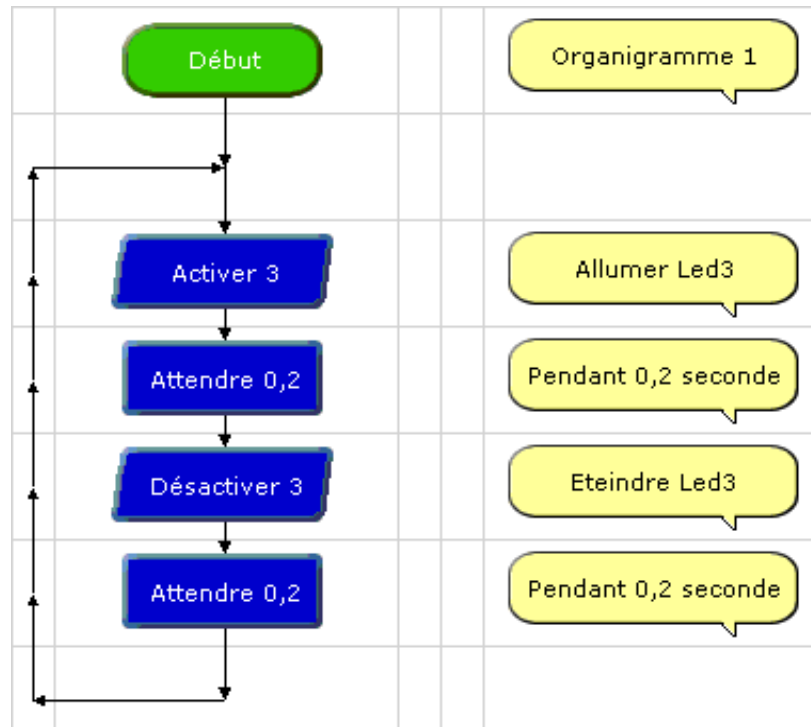 Début
Organigramme 1
Activer 3
Allumer Led3
Attendre 0,2
Pendant 0,2 seconde
Désactiver 3
Eteindre Led3
Attendre 0,2
Pendant 0,2 seconde